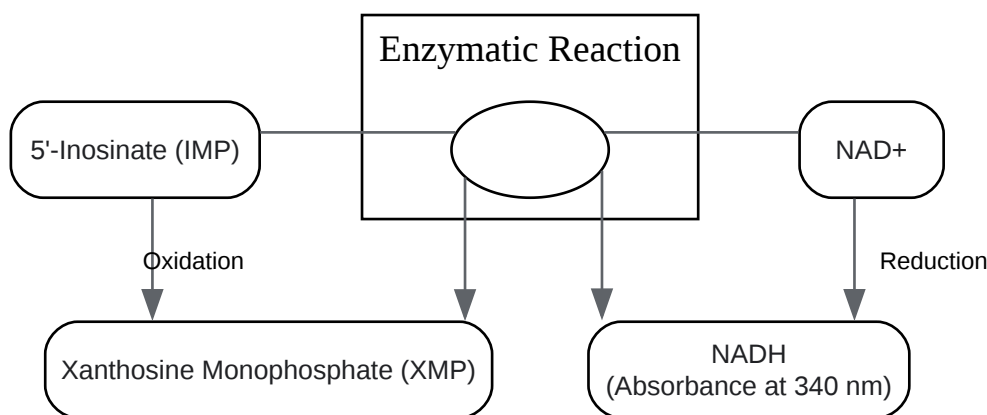 Enzymatic Reaction
5'-Inosinate (IMP)
NAD+
Oxidation
Reduction
Xanthosine Monophosphate (XMP)
NADH
(Absorbance at 340 nm)